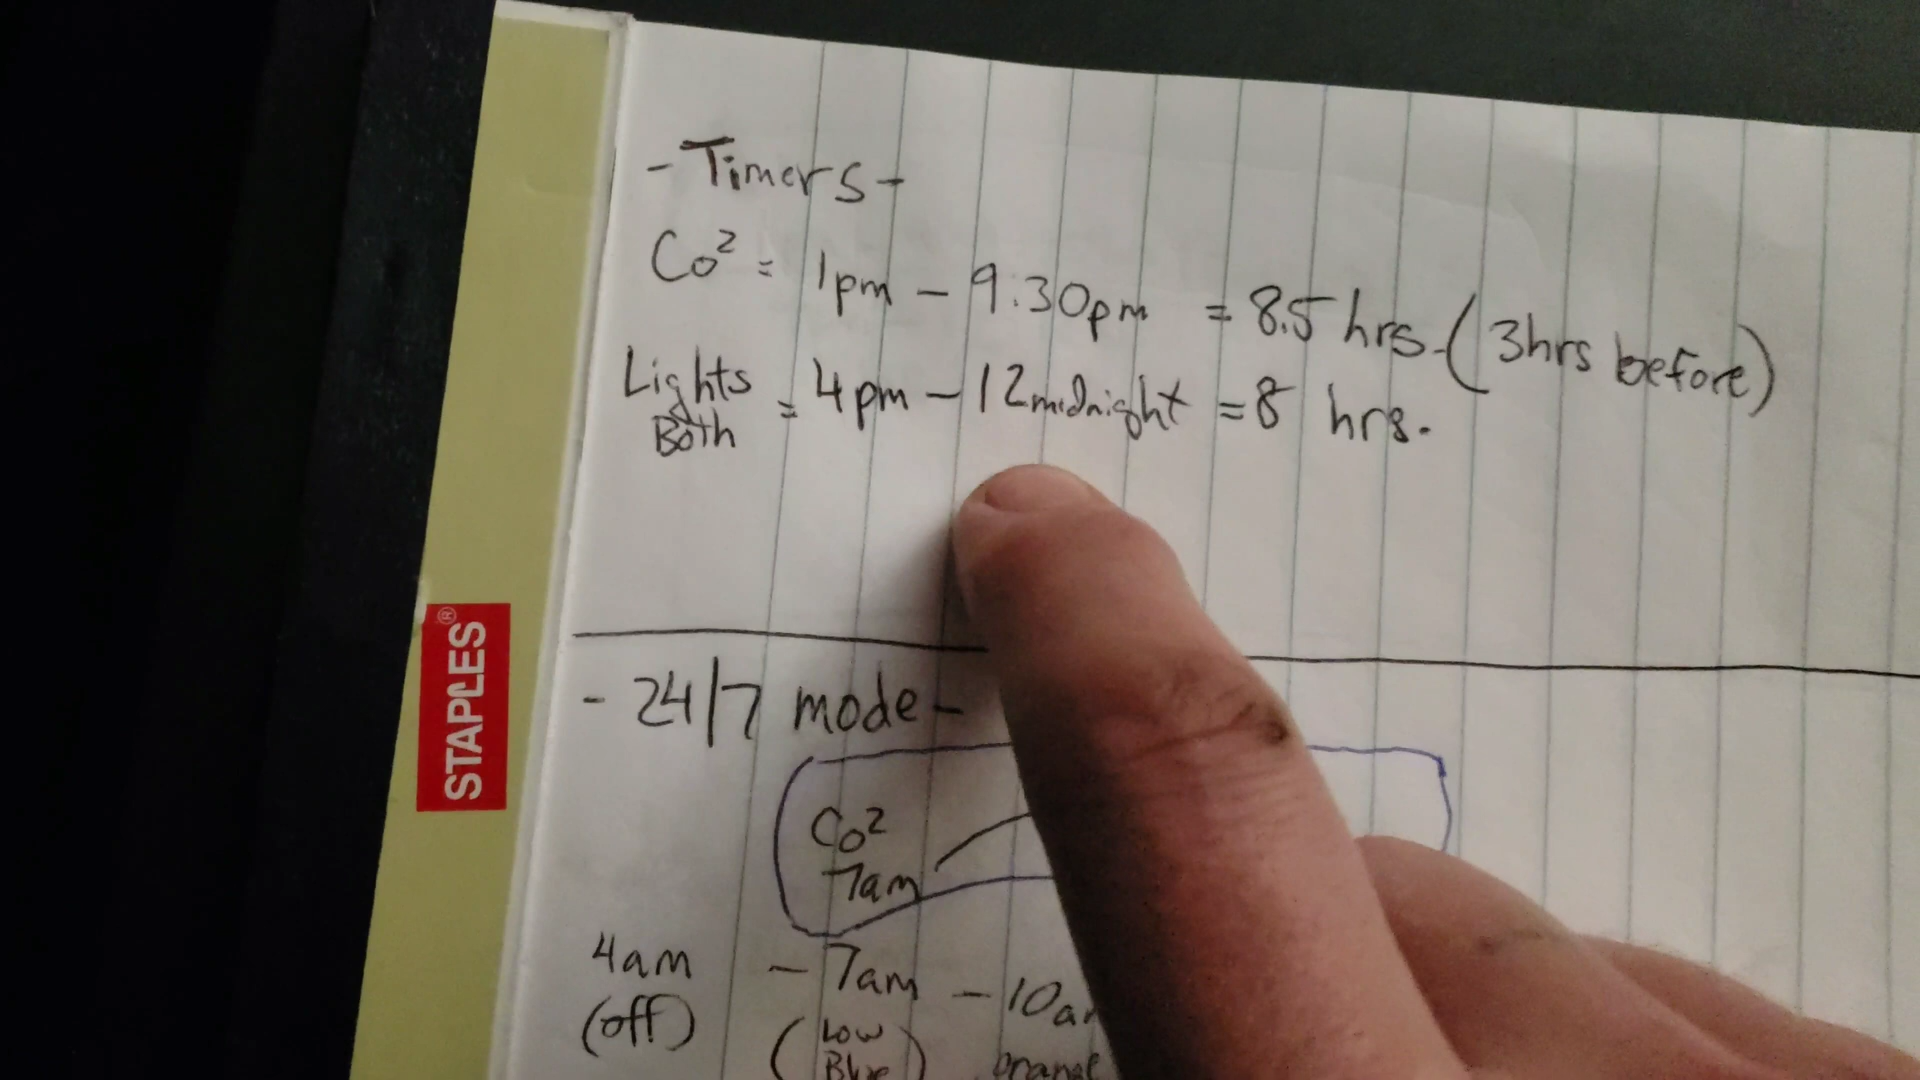 - Timers -
Co² = 1pm - 9:30pm = 8.5 hrs. (3hrs before)
Lights Both = 4pm - 12midnight = 8 hrs.
- 24/7 mode -
Co²
7am
4am - 7am - 10a
(off) (Low
Blue)
STAPLES®